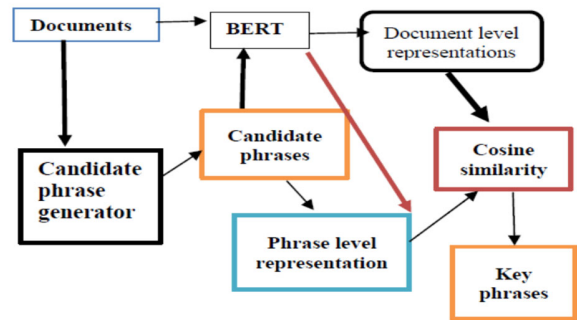 Documents
BERT
Document level
representations
Candidate
phrases
Cosine
similarity
Candidate
phrase
generator
Phrase level
representation
Key
phrases